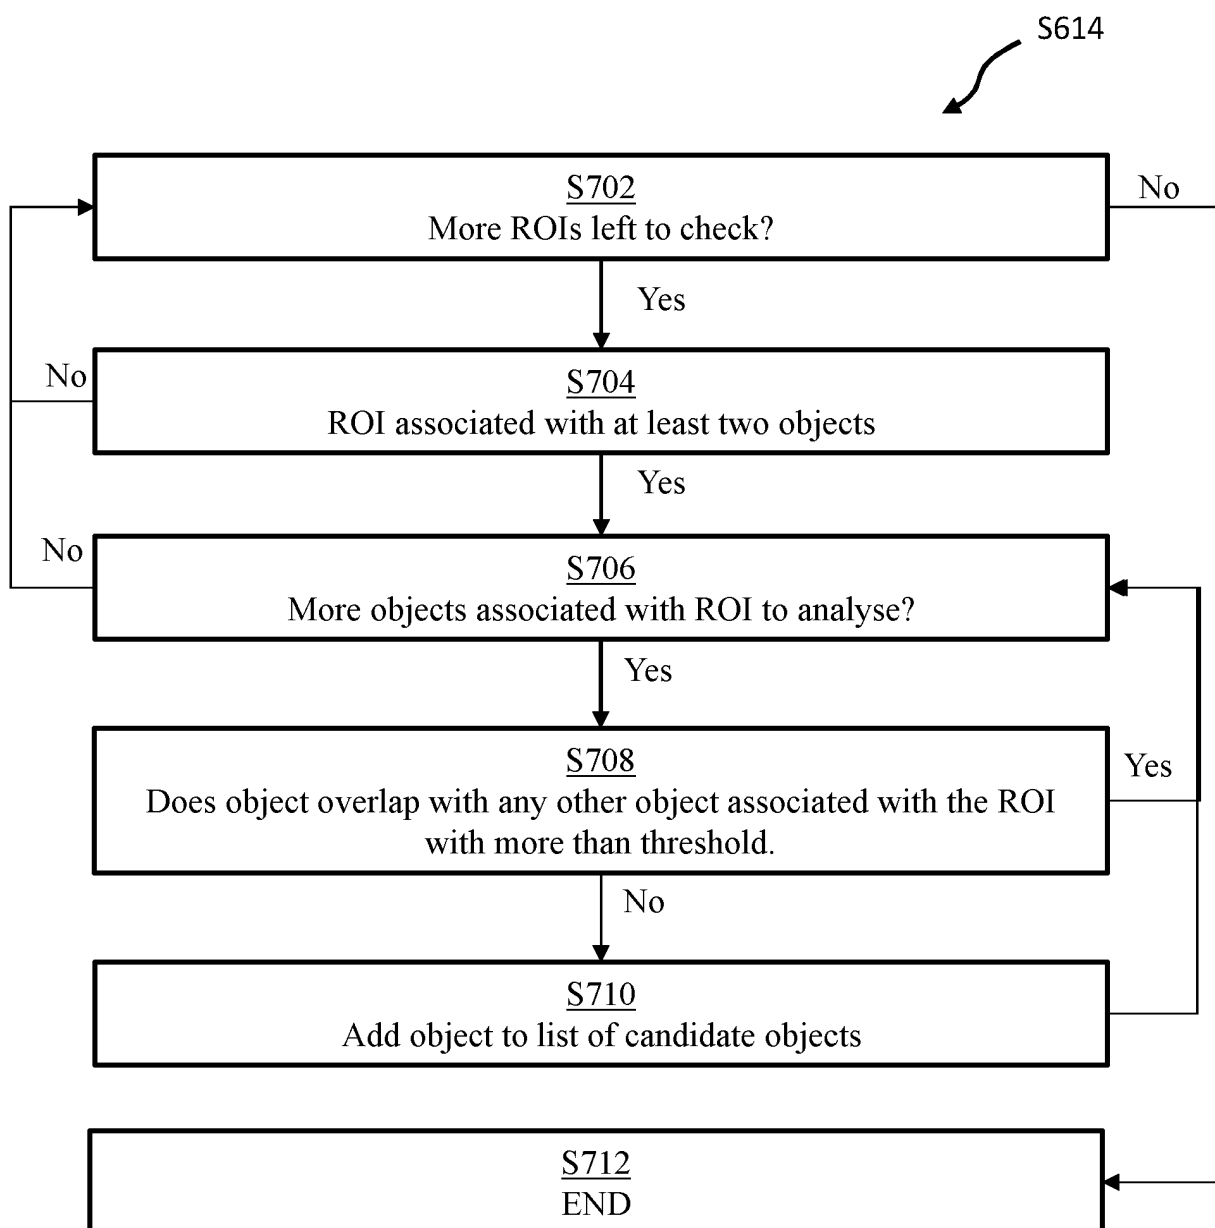 S614
S702
No
More ROIs left to check?
Yes
No
S704
ROI associated with at least two objects
Yes
No
S706
More objects associated with ROI to analyse?
Yes
S708
Yes
Does object overlap with any other object associated with the ROI
with more than threshold.
No
S710
Add object to list of candidate objects
S712
END